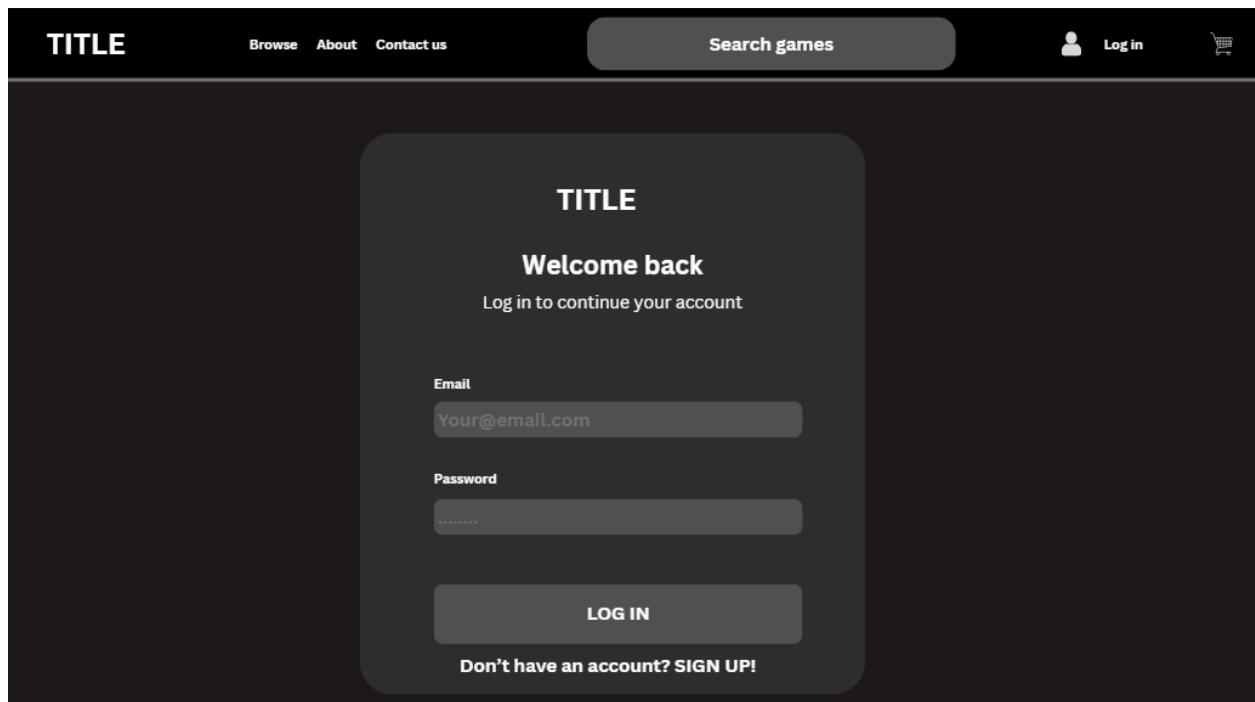 TITLE Browse About Contact us Search games Log in
TITLE
Welcome back
Log in to continue your account
Email
Your@email.com
Password
........
LOG IN
Don’t have an account? SIGN UP!